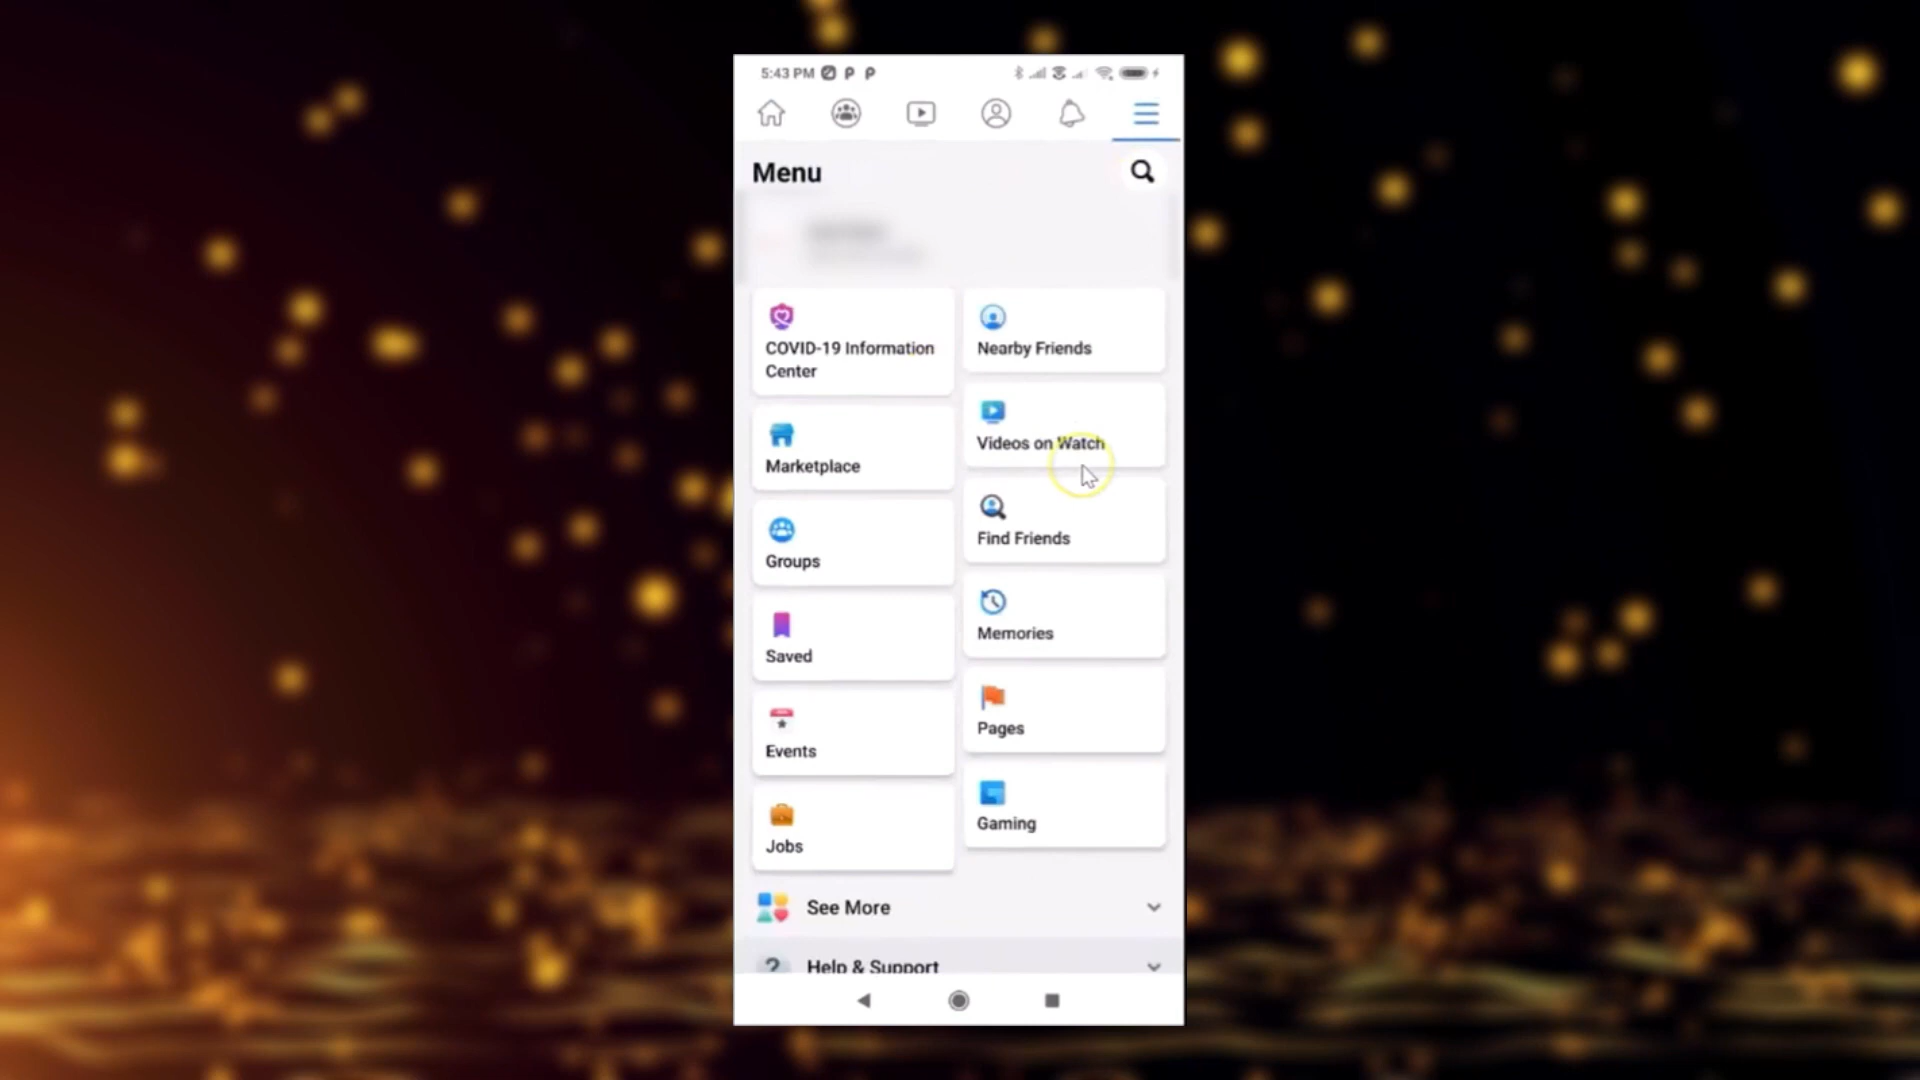 5:43 PM
Menu
COVID-19 Information
Center
Nearby Friends
Marketplace
Videos on Watch
Groups
Find Friends
Saved
Memories
Events
Pages
Jobs
Gaming
See More
Help & Support